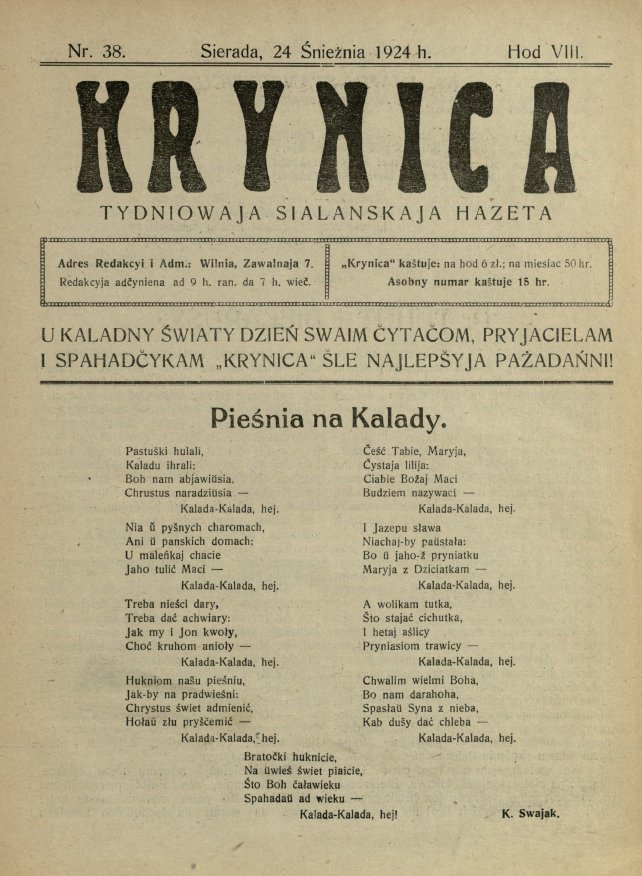 Nr. 38. Sierada, 24 Śnieżnia 1924 h. Hod VIII.
KRYNICA
TYDNIOWAJA SIALANSKAJA HAZETA
Adres Redakcyi i Adm.: Wilnia, Zawalnaja 7.
Redakcyja adčyniena ad 9 h. ran. da 7 h. wieč.
„Krynica“ kaštuje: na hod 6 zł.; na miesiac 50 hr.
Asobny numar kaštuje 15 hr.
U KALADNY ŚWIATY DZIEŃ SWAIM ČYTAČOM, PRYJACIELAM
I SPAHADČYKAM „KRYNICA“ ŠLE NAJLEPŠYJA PAŻADAŃNI!
Pieśnia na Kalady.
Pastuški hulali,
Kaladu ihrali:
Boh nam abjawiŭsia,
Chrustus naradziŭsia —
Kalada-Kalada, hej.
Nia ŭ pyšnych charomach,
Ani ŭ panskich domach:
U maleńkaj chacie
Jaho tulić Maci —
Kalada-Kalada, hej.
Treba nieści dary,
Treba dać achwiary:
Jak my i Jon kwoły,
Choć kruhom anioły —
Kalada-Kalada, hej.
Hukniom našu pieśniu,
Jak-by na pradwieśni:
Chrystus świet admienić,
Hołaŭ złu pryščemić —
Kalada-Kalada, hej.
Čeść Tabie, Maryja,
Čystaja lilija:
Ciabie Božaj Maci
Budziem nazywaci —
Kalada-Kalada, hej.
I Jazepu sława
Niachaj-by paŭstała:
Bo ŭ jaho-ž pryniatku
Maryja z Dziciatkam —
Kalada-Kalada, hej.
A wolikam tutka,
Što stajać cichutka,
I hetaj aślicy
Pryniasiom trawicy —
Kalada-Kalada, hej.
Chwalim wielmi Boha,
Bo nam darahoha,
Spasłaŭ Syna z nieba,
Kab dušy dać chleba —
Kalada-Kalada, hej.
Bratočki huknicie,
Na ŭwieś świet piaicie,
Što Boh čaławieku
Spahadaŭ ad wieku —
Kalada-Kalada, hej!
K. Swajak.